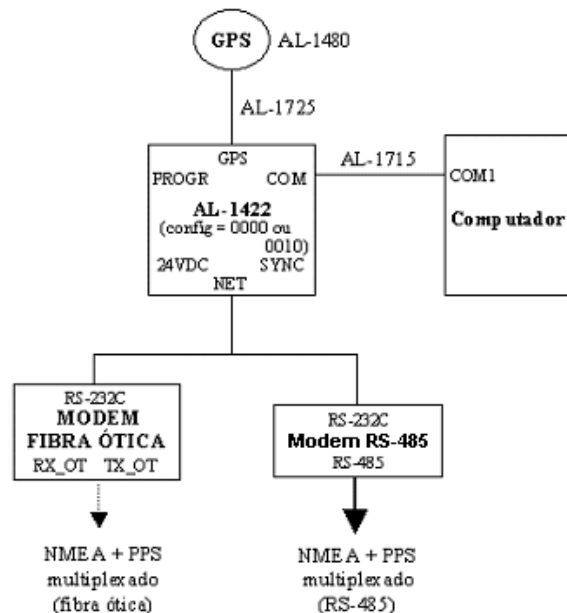 GPS AL-1480
AL-1725
AL-1715
GPS
PROGR COM
AL-1422
(config = 0000 ou
0010)
24VDC SYNC
NET
COM1
Computador
RS-232C
MODEM
FIBRA ÓTICA
RX_OT TX_OT
RS-232C
Modem RS-485
RS-485
NMEA + PPS
multiplexado
(fibra ótica)
NMEA + PPS
multiplexado
(RS-485)